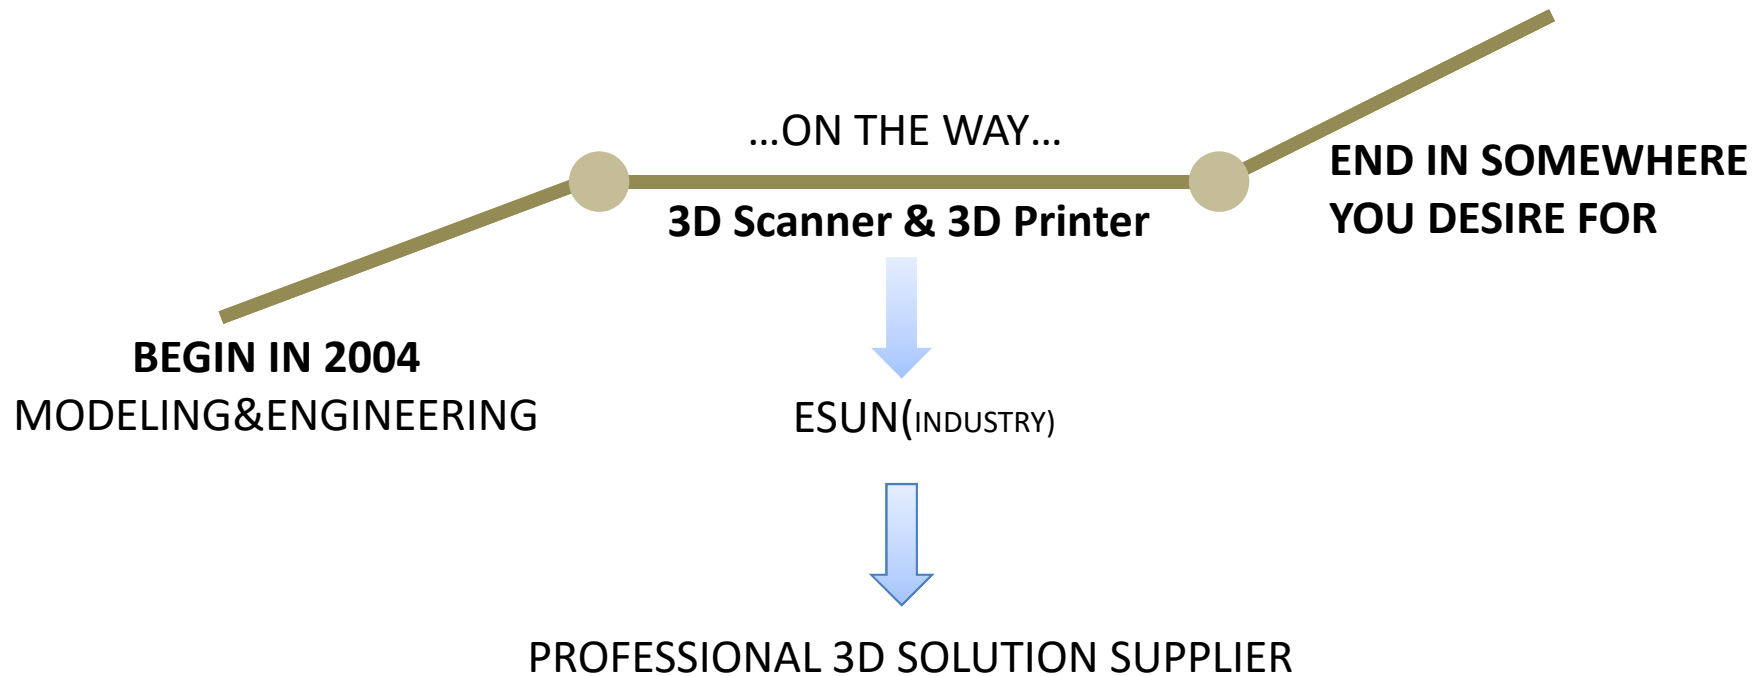 ...ON THE WAY...
3D Scanner & 3D Printer
END IN SOMEWHERE
YOU DESIRE FOR
BEGIN IN 2004
MODELING&ENGINEERING
ESUN(INDUSTRY)
PROFESSIONAL 3D SOLUTION SUPPLIER